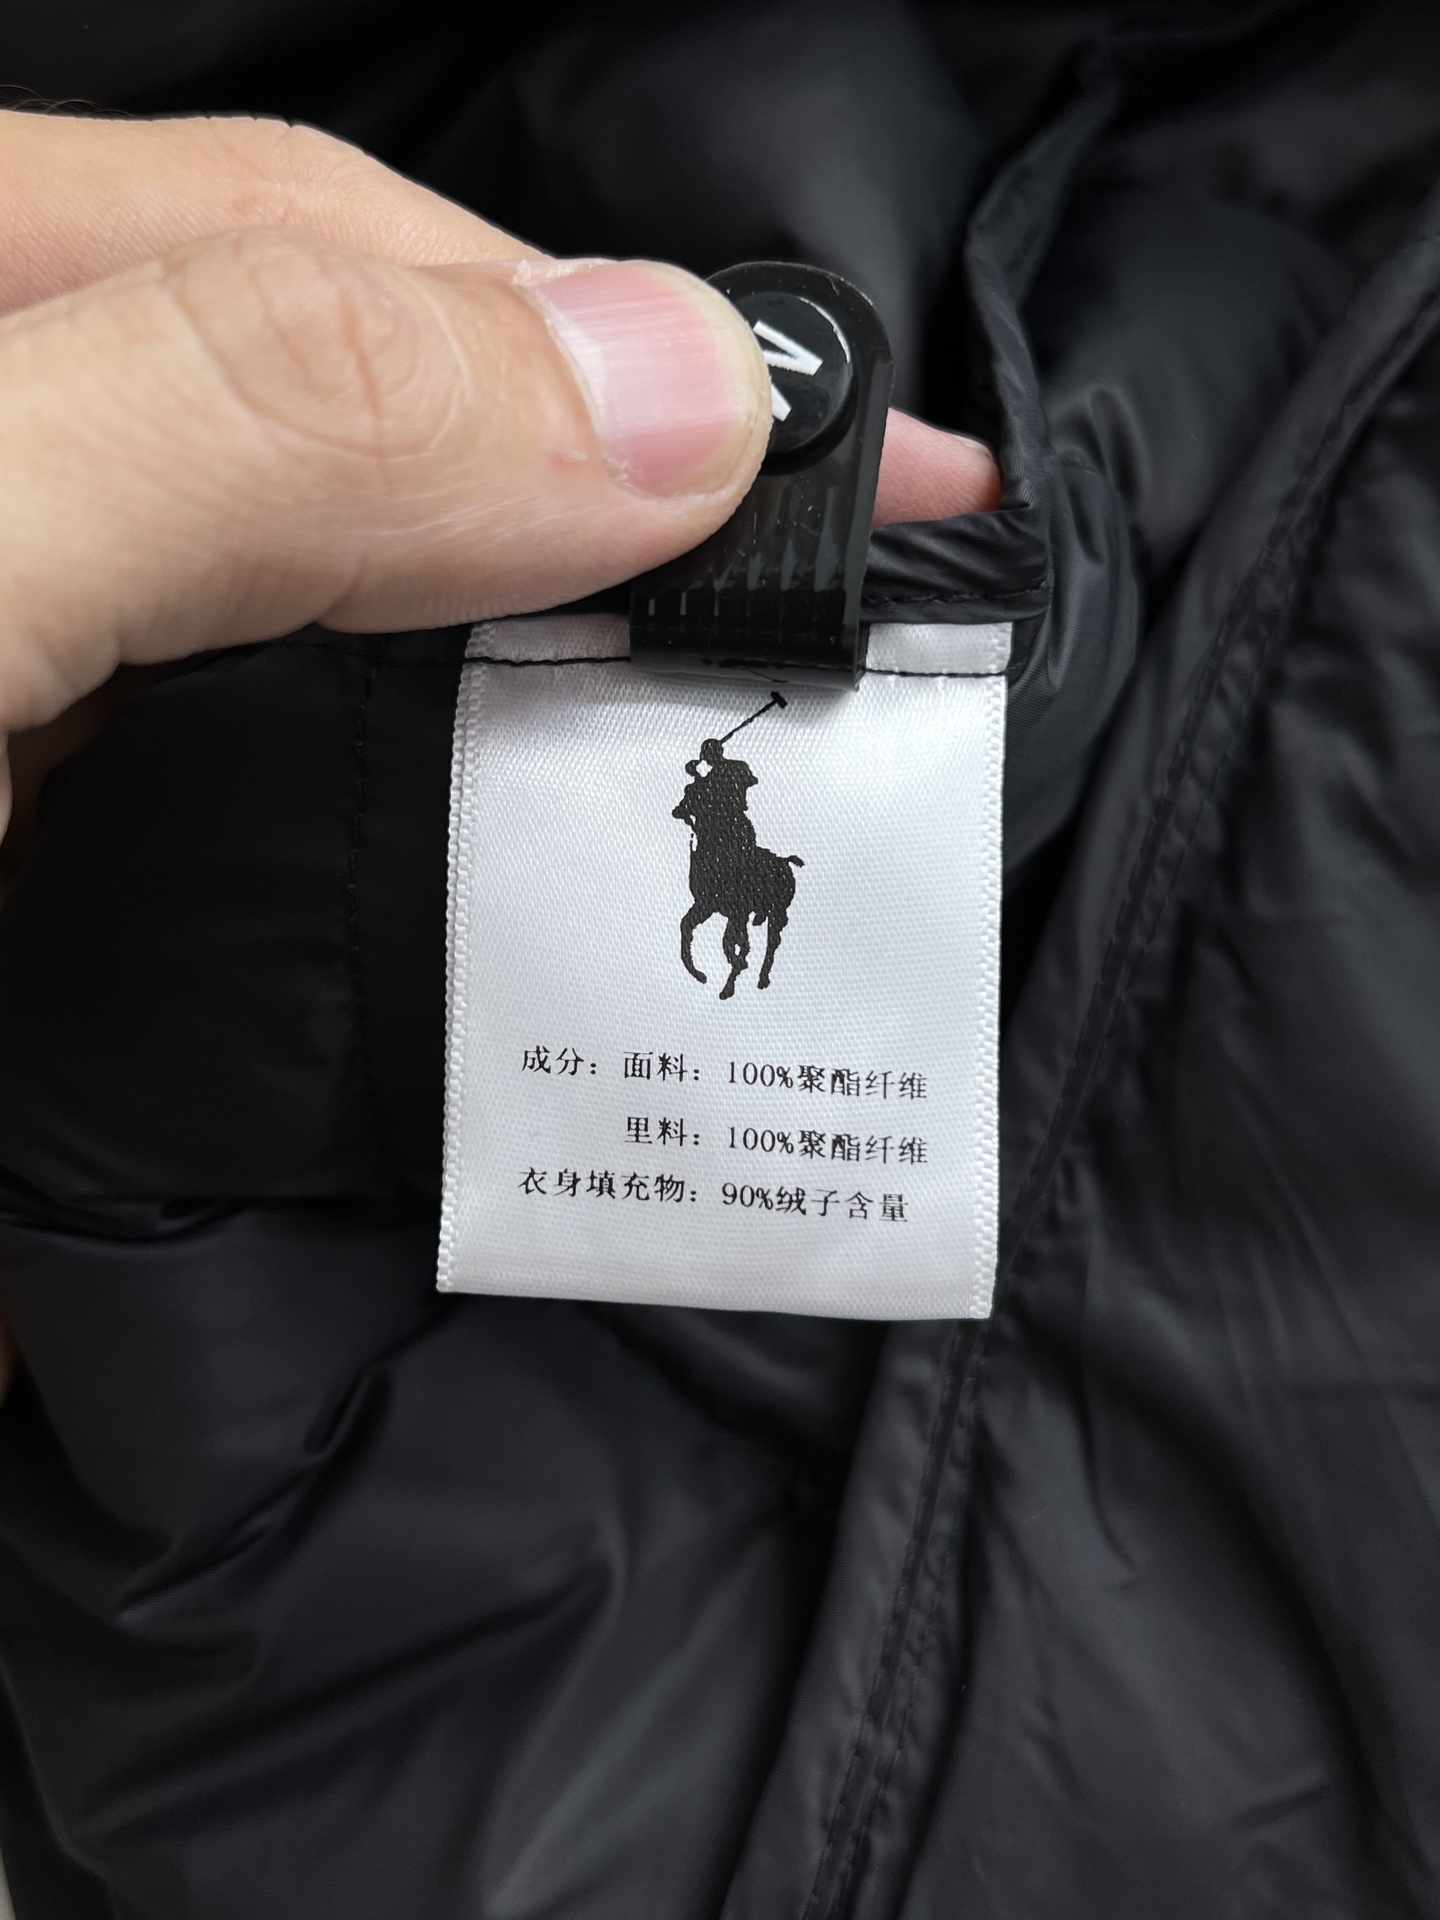 成分：面料：100%聚酯纤维
里料：100%聚酯纤维
衣身填充物：90%绒子含量